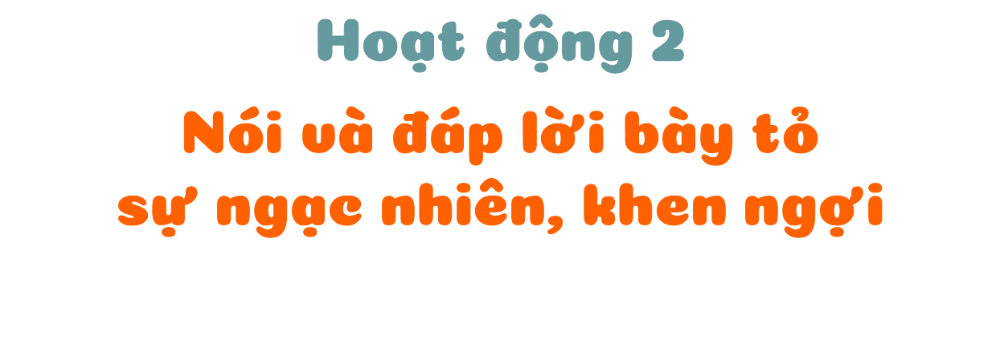 Hoạt động 2
Nói và đáp lời bày tỏ
sự ngạc nhiên, khen ngợi